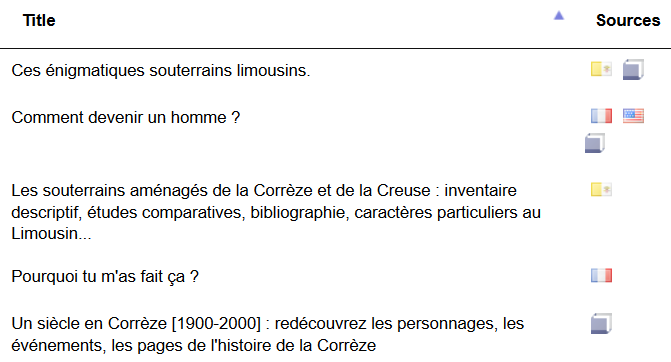 Title Sources
Ces énigmatiques souterrains limousins.
Comment devenir un homme ?
Les souterrains aménagés de la Corrèze et de la Creuse : inventaire
descriptif, études comparatives, bibliographie, caractères particuliers au
Limousin...
Pourquoi tu m'as fait ça ?
Un siècle en Corrèze [1900-2000] : redécouvrez les personnages, les
événements, les pages de l'histoire de la Corrèze